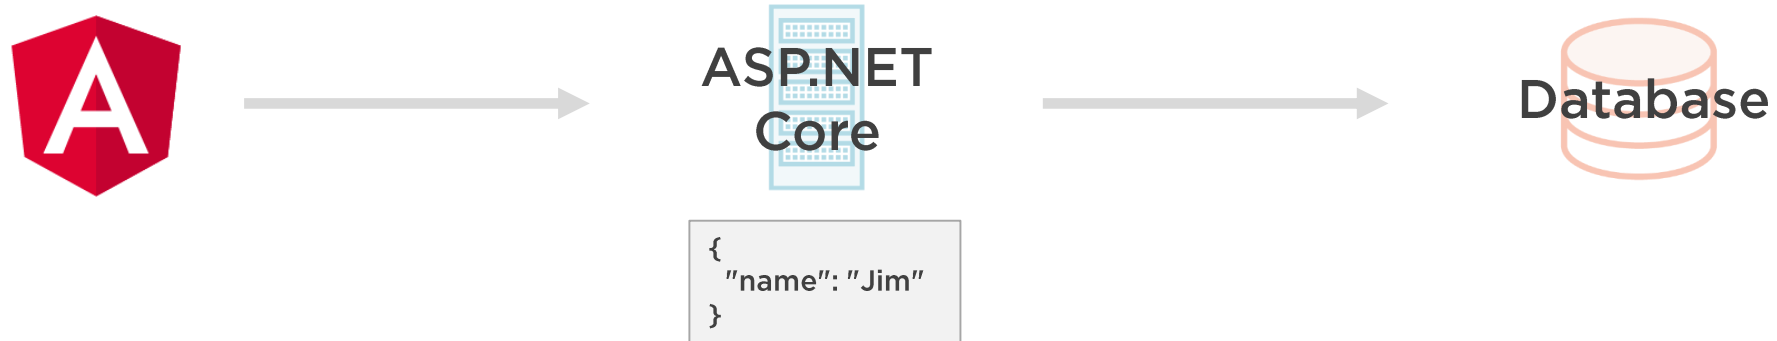 A
ASP.NET
Core
Database
{
"name": "Jim"
}